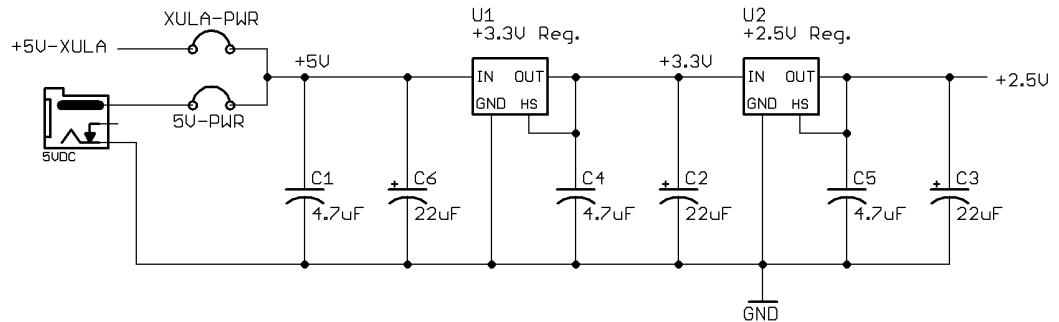 XULA-PWR
+5V-XULA
5V-PWR
5VDC
+5V
U1
+3.3V Reg.
IN OUT
GND HS
+3.3V
U2
+2.5V Reg.
IN OUT
GND HS
+2.5V
C1
4.7uF
+
C6
22uF
C4
4.7uF
+
C2
22uF
C5
4.7uF
+
C3
22uF
GND